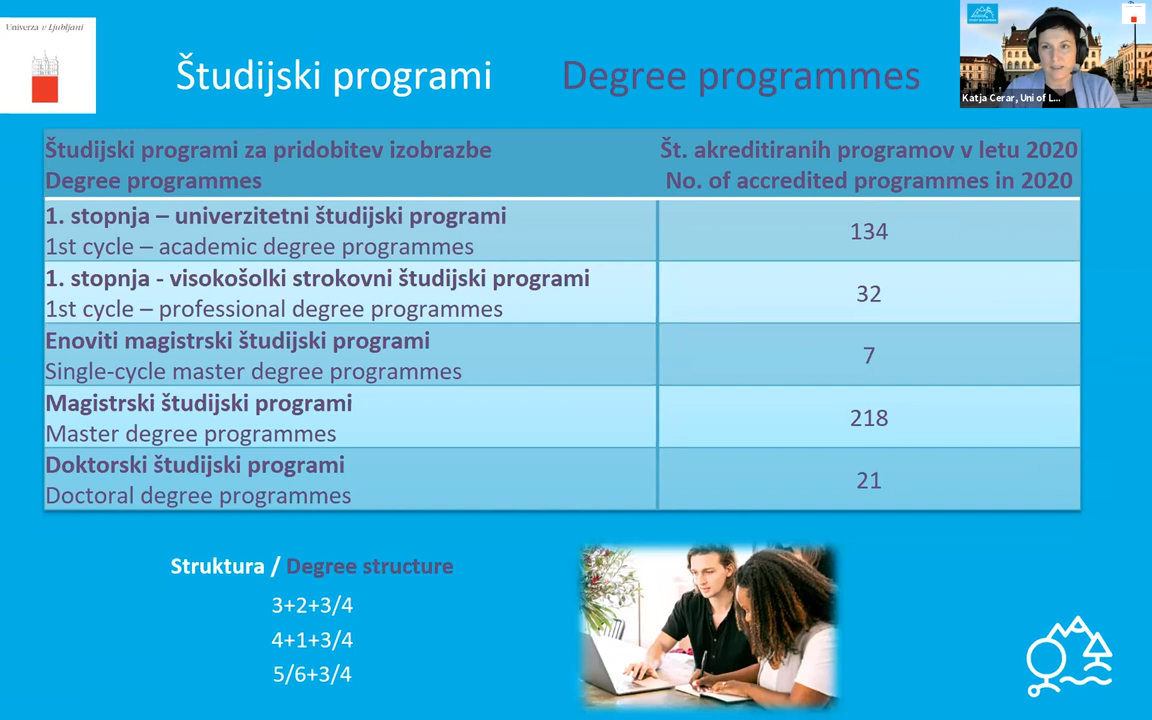 Univerza v Ljubljani
Študijski programi Degree programmes
Katja Cerar, Uni of L...
Študijski programi za pridobitev izobrazbe
Degree programmes
Št. akreditiranih programov v letu 2020
No. of accredited programmes in 2020
1. stopnja – univerzitetni študijski programi
1st cycle – academic degree programmes
134
1. stopnja - visokošolki strokovni študijski programi
1st cycle – professional degree programmes
32
Enoviti magistrski študijski programi
Single-cycle master degree programmes
7
Magistrski študijski programi
Master degree programmes
218
Doktorski študijski programi
Doctoral degree programmes
21
Struktura / Degree structure
3+2+3/4
4+1+3/4
5/6+3/4